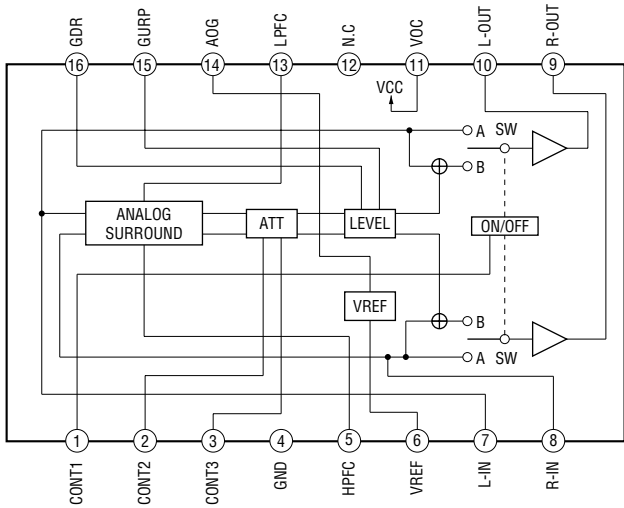 GDR GURP AOG LPFC N.C VOC L-OUT R-OUT
16 15 14 13 12 11 10 9
VCC
A SW
B
ANALOG
SURROUND
ATT
LEVEL
ON/OFF
VREF
B
A SW
1 2 3 4 5 6 7 8
CONT1 CONT2 CONT3 GND HPFC VREF L-IN R-IN